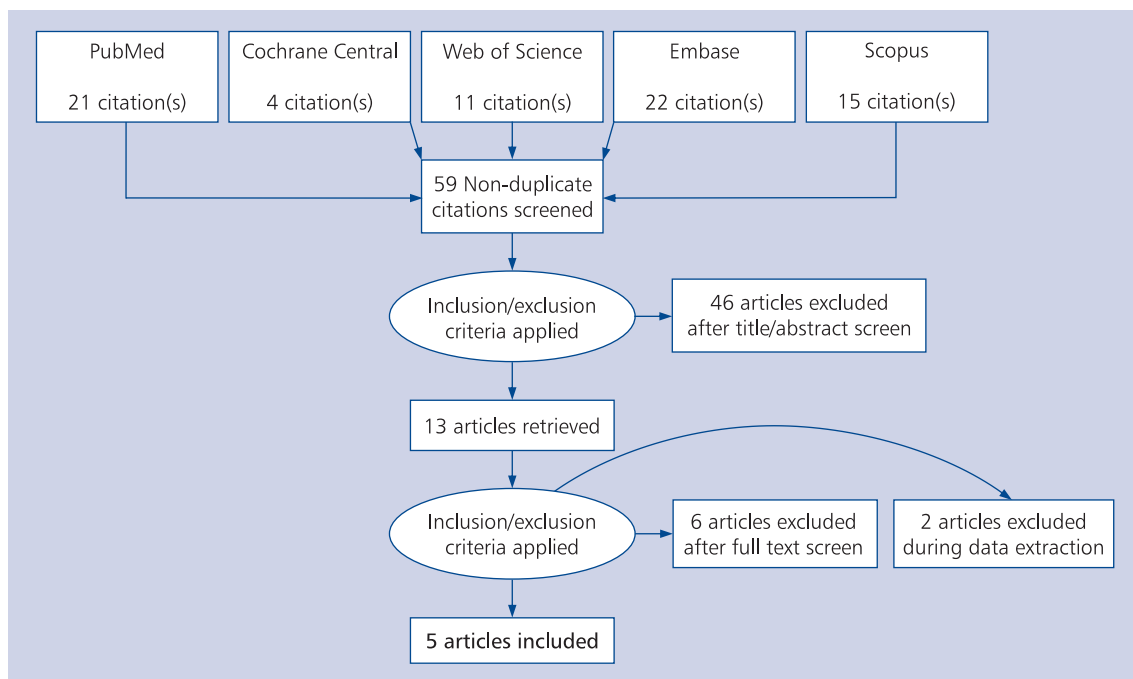 PubMed
21 citation(s)
Cochrane Central
4 citation(s)
Web of Science
11 citation(s)
Embase
22 citation(s)
Scopus
15 citation(s)
59 Non-duplicate
citations screened
Inclusion/exclusion
criteria applied
46 articles excluded
after title/abstract screen
13 articles retrieved
Inclusion/exclusion
criteria applied
6 articles excluded
after full text screen
2 articles excluded
during data extraction
5 articles included